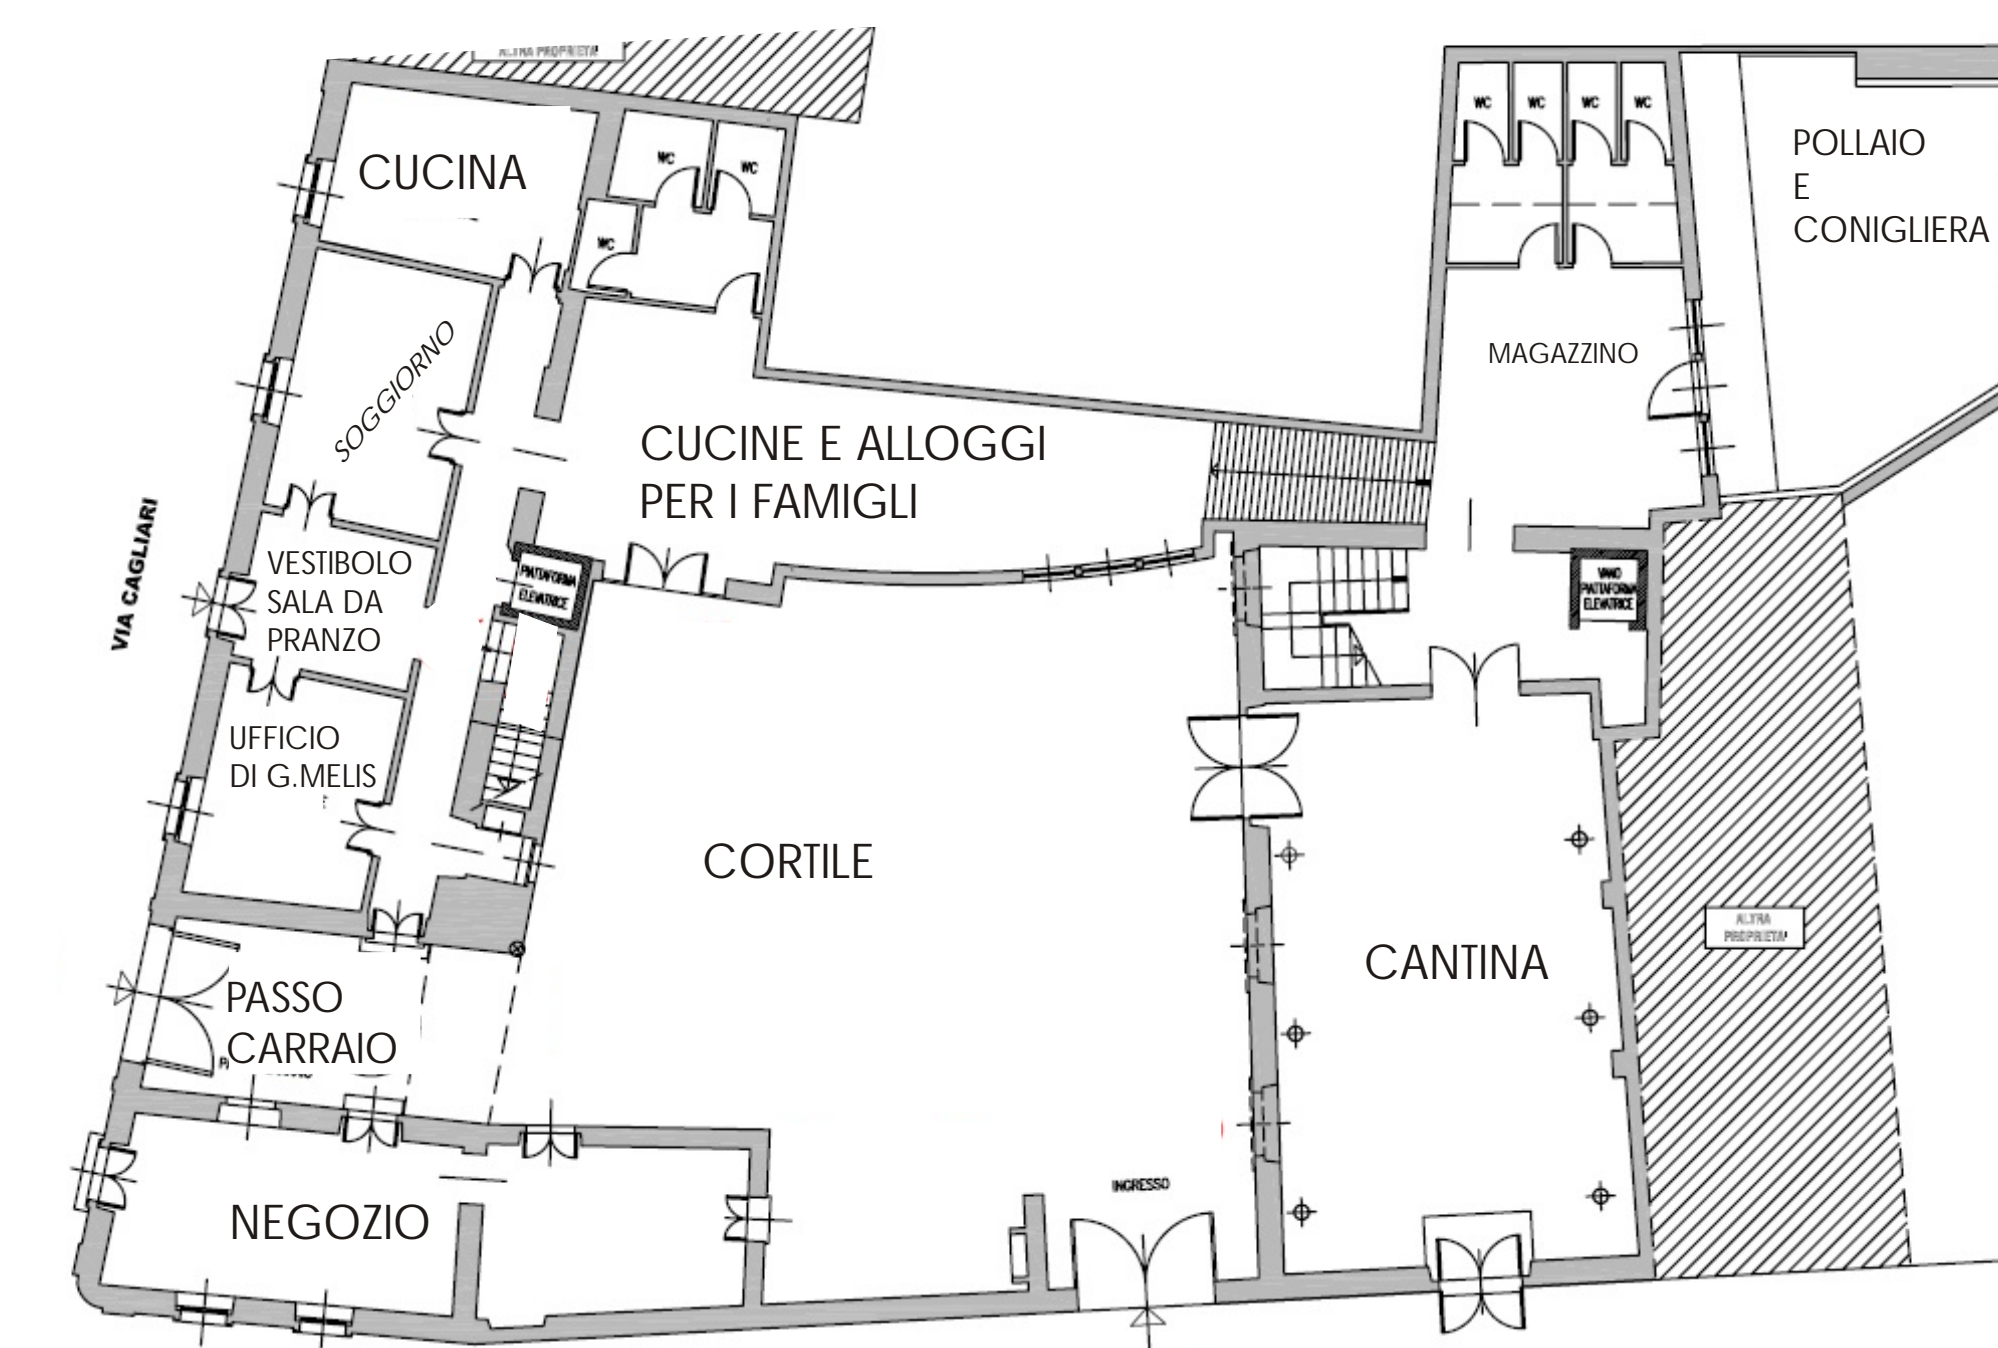 ALTRA PROPRIETA'
WC
WC
WC
WC
POLLAIO
E
CONIGLIERA
CUCINA
WC
WC
WC
MAGAZZINO
SOGGIORNO
CUCINE E ALLOGGI
PER I FAMIGLI
VIA CAGLIARI
VESTIBOLO
SALA DA
PRANZO
PIATTAFORMA
ELEVATRICE
VANO
PIATTAFORMA
ELEVATRICE
UFFICIO
DI G.MELIS
CORTILE
ALTRA
PROPRIETA'
CANTINA
PASSO
CARRAIO
INGRESSO
NEGOZIO